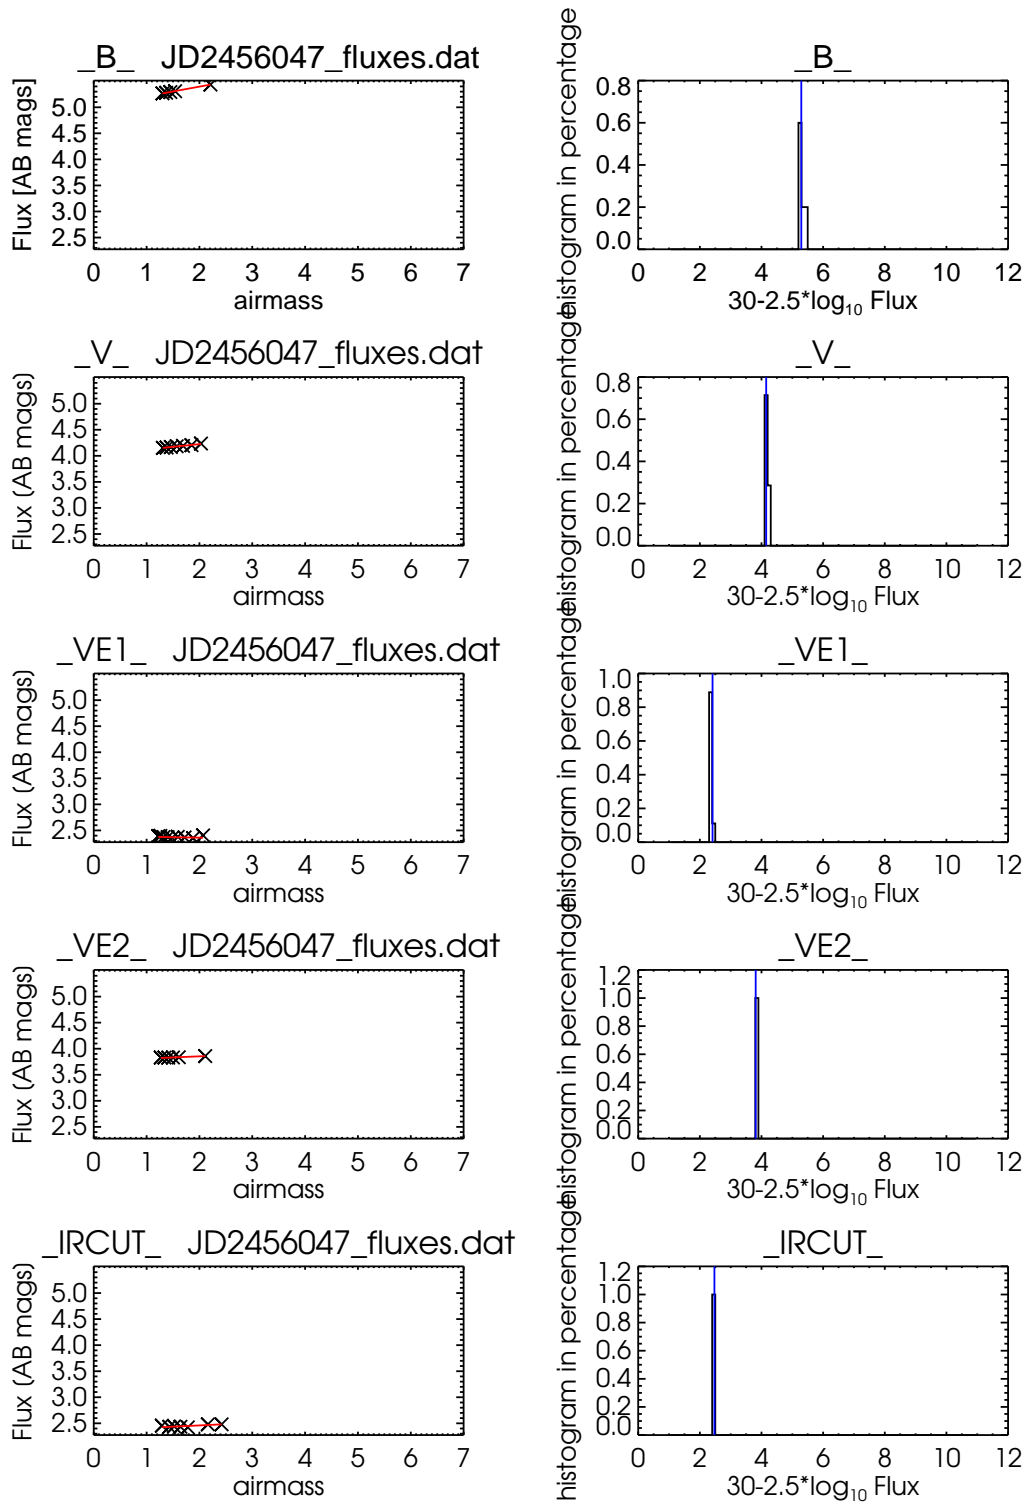 _B_ JD2456047_fluxes.dat
Flux [AB mags]
5.0
4.5
4.0
3.5
3.0
2.5
0 1 2 3 4 5 6 7
airmass
_B_
histogram in percentage
0.8
0.6
0.4
0.2
0.0
0 2 4 6 8 10 12
30-2.5*log10 Flux
_V_ JD2456047_fluxes.dat
Flux (AB mags)
5.0
4.5
4.0
3.5
3.0
2.5
0 1 2 3 4 5 6 7
airmass
_V_
histogram in percentage
0.8
0.6
0.4
0.2
0.0
0 2 4 6 8 10 12
30-2.5*log10 Flux
_VE1_ JD2456047_fluxes.dat
Flux (AB mags)
5.0
4.5
4.0
3.5
3.0
2.5
0 1 2 3 4 5 6 7
airmass
_VE1_
histogram in percentage
1.0
0.8
0.6
0.4
0.2
0.0
0 2 4 6 8 10 12
30-2.5*log10 Flux
_VE2_ JD2456047_fluxes.dat
Flux (AB mags)
5.0
4.5
4.0
3.5
3.0
2.5
0 1 2 3 4 5 6 7
airmass
_VE2_
histogram in percentage
1.2
1.0
0.8
0.6
0.4
0.2
0.0
0 2 4 6 8 10 12
30-2.5*log10 Flux
_IRCUT_ JD2456047_fluxes.dat
Flux (AB mags)
5.0
4.5
4.0
3.5
3.0
2.5
0 1 2 3 4 5 6 7
airmass
_IRCUT_
histogram in percentage
1.2
1.0
0.8
0.6
0.4
0.2
0.0
0 2 4 6 8 10 12
30-2.5*log10 Flux